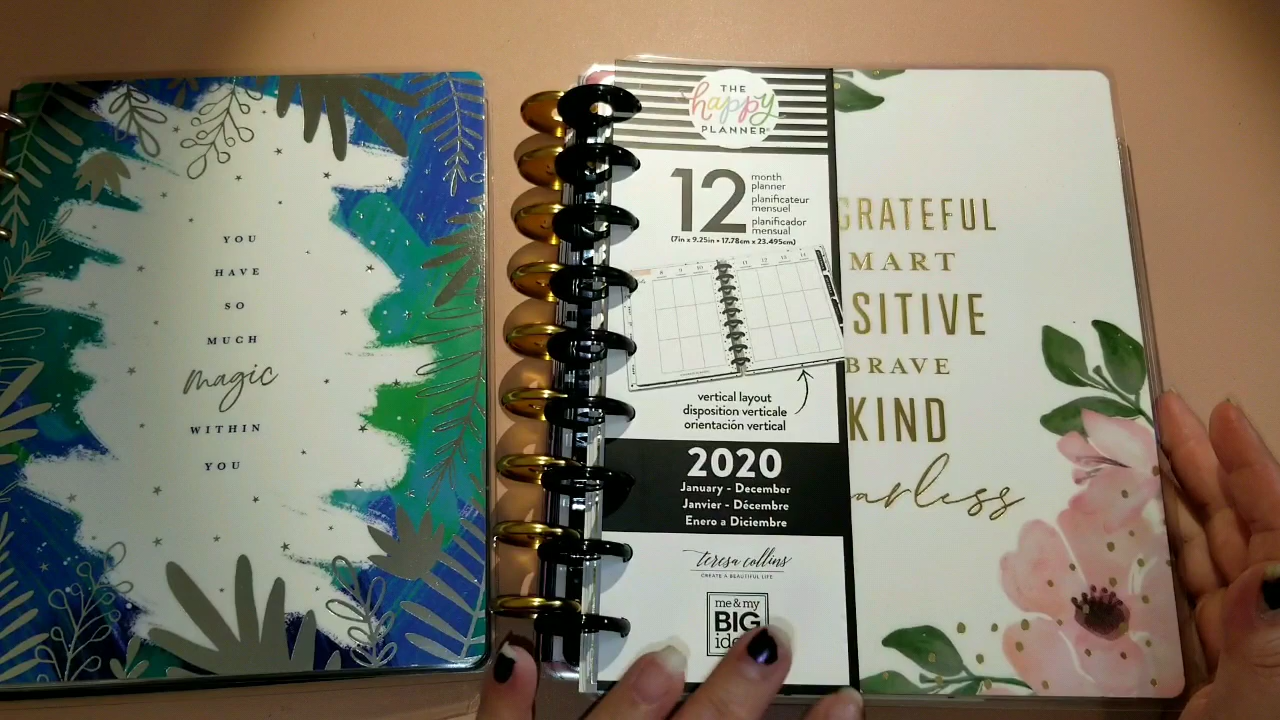 YOU
HAVE
SO
MUCH
magic
WITHIN
YOU
THE
happy
PLANNER
12 month
planner
planificateur
mensuel
planificador
mensual
(7in x 9.25in • 17.78cm x 23.495cm)
vertical layout
disposition verticale
orientación vertical
2020
January - December
Janvier - Décembre
Enero a Diciembre
teresa collins
CREATE A BEAUTIFUL LIFE
me & my
BIG
GRATEFUL
MART
SITIVE
BRAVE
KIND
arless